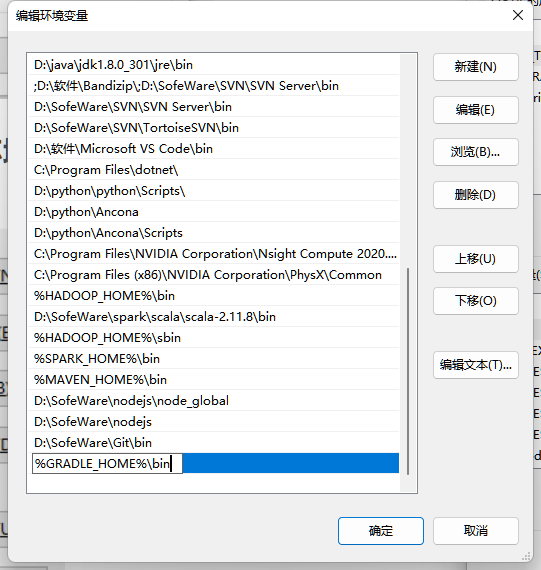 编辑环境变量
D:\java\jdk1.8.0_301\jre\bin
;D:\软件\Bandizip\;D:\SofeWare\SVN\SVN Server\bin
D:\SofeWare\SVN\SVN Server\bin
D:\SofeWare\SVN\TortoiseSVN\bin
D:\软件\Microsoft VS Code\bin
C:\Program Files\dotnet\
D:\python\python\Scripts\
D:\python\Ancona
D:\python\Ancona\Scripts
C:\Program Files\NVIDIA Corporation\Nsight Compute 2020....
C:\Program Files (x86)\NVIDIA Corporation\PhysX\Common
%HADOOP_HOME%\bin
D:\SofeWare\spark\scala\scala-2.11.8\bin
%HADOOP_HOME%\sbin
%SPARK_HOME%\bin
%MAVEN_HOME%\bin
D:\SofeWare\nodejs\node_global
D:\SofeWare\nodejs
D:\SofeWare\Git\bin
%GRADLE_HOME%\bin
新建(N)
编辑(E)
浏览(B)...
删除(D)
上移(U)
下移(O)
编辑文本(T)...
确定
取消